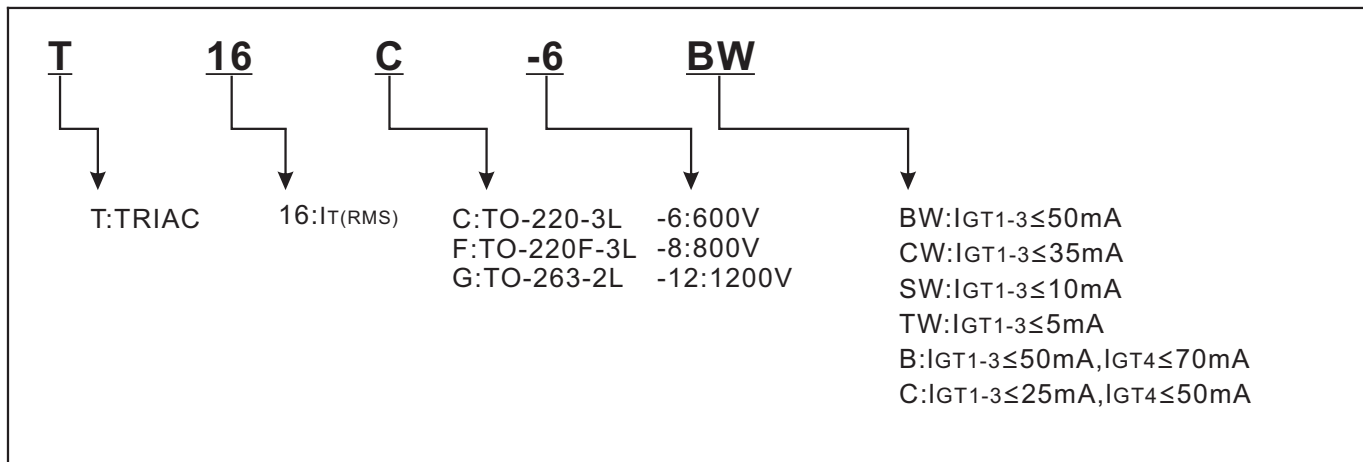 T 16 C -6 BW
T:TRIAC
16:IT(RMS)
C:TO-220-3L
F:TO-220F-3L
G:TO-263-2L
-6:600V
-8:800V
-12:1200V
BW:IGT1-3≤50mA
CW:IGT1-3≤35mA
SW:IGT1-3≤10mA
TW:IGT1-3≤5mA
B:IGT1-3≤50mA,IGT4≤70mA
C:IGT1-3≤25mA,IGT4≤50mA